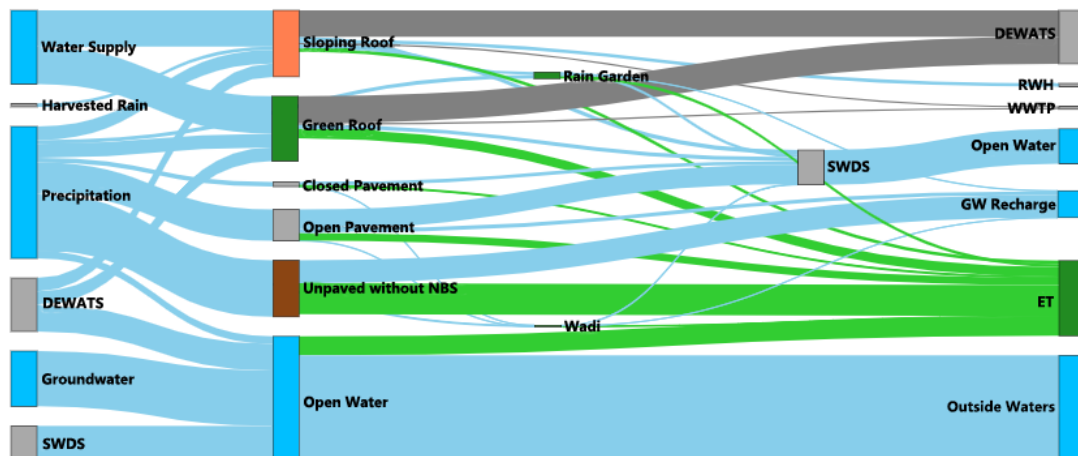 Water Supply
Harvested Rain
Precipitation
DEWATS
Groundwater
SWDS
Sloping Roof
Green Roof
Closed Pavement
Open Pavement
Unpaved without NBS
Open Water
Rain Garden
Wadi
SWDS
DEWATS
RWH
WWTP
Open Water
GW Recharge
ET
Outside Waters